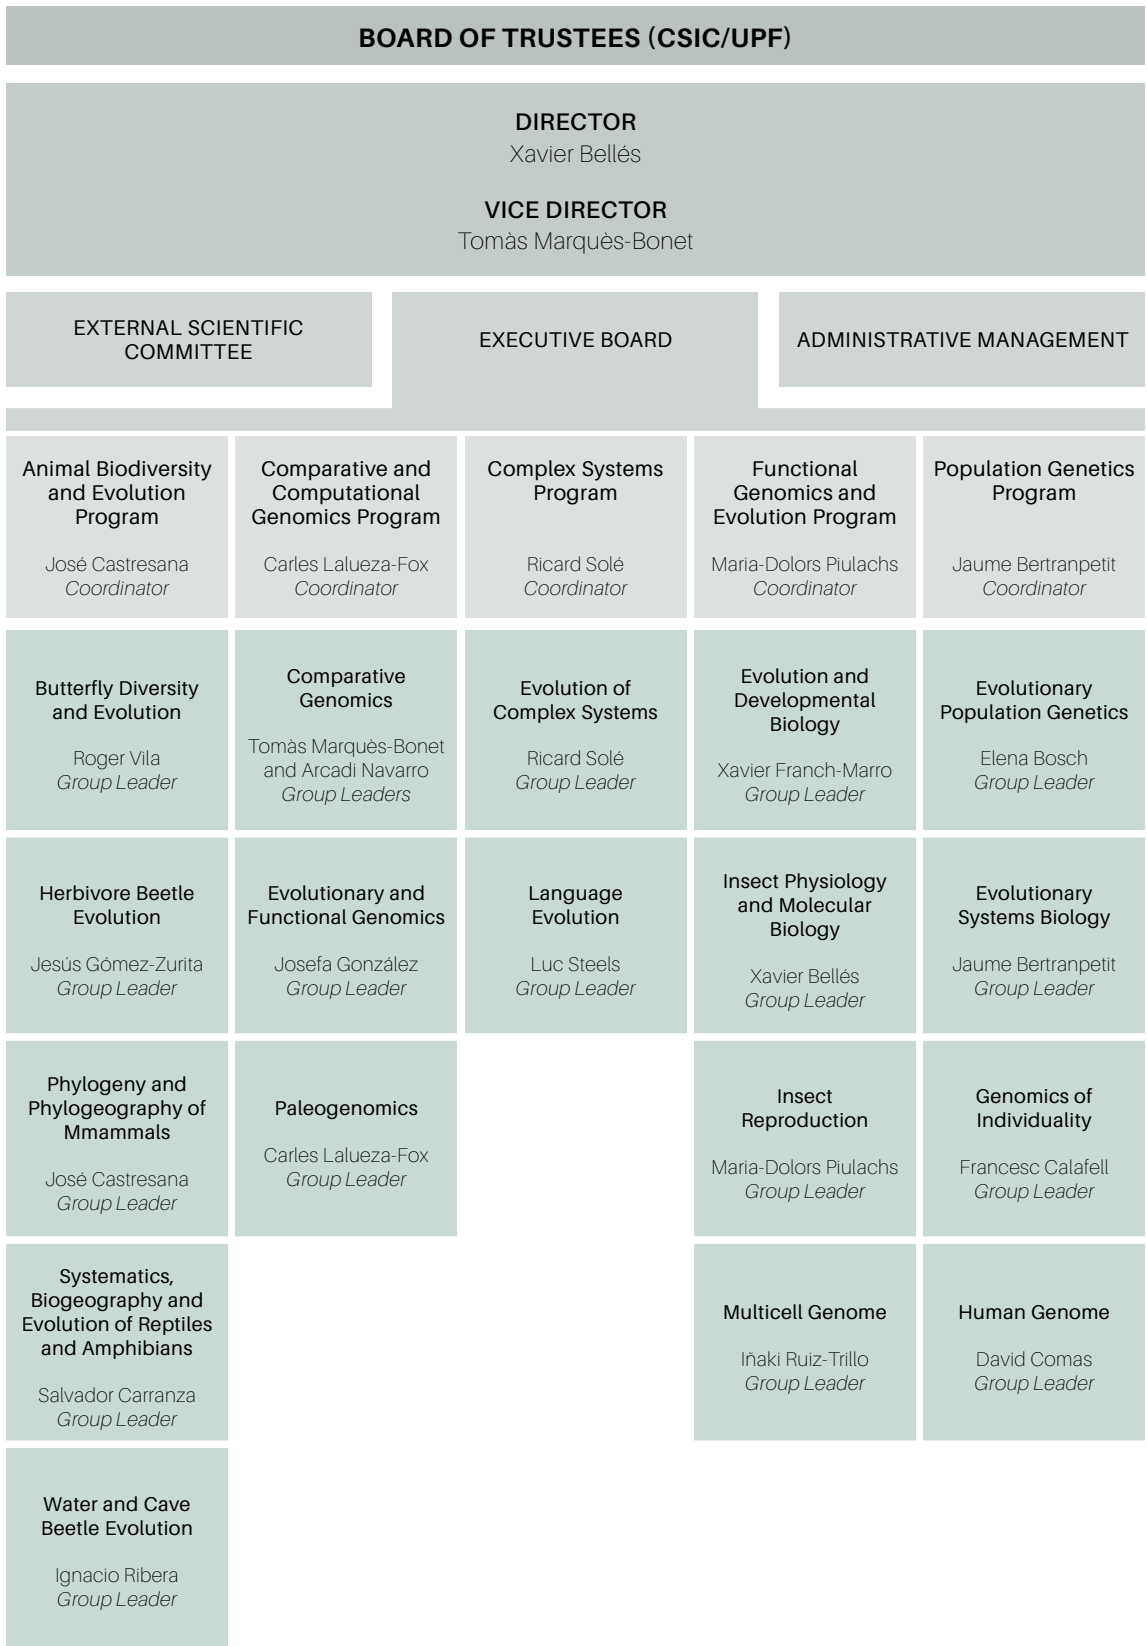 BOARD OF TRUSTEES (CSIC/UPF)
DIRECTOR
Xavier Bellés
VICE DIRECTOR
Tomàs Marquès-Bonet
EXTERNAL SCIENTIFIC
COMMITTEE
EXECUTIVE BOARD
ADMINISTRATIVE MANAGEMENT
Animal Biodiversity
and Evolution
Program
José Castresana
Coordinator
Comparative and
Computational
Genomics Program
Carles Lalueza-Fox
Coordinator
Complex Systems
Program
Ricard Solé
Coordinator
Functional
Genomics and
Evolution Program
Maria-Dolors Piulachs
Coordinator
Population Genetics
Program
Jaume Bertranpetit
Coordinator
Butterfly Diversity
and Evolution
Roger Vila
Group Leader
Comparative
Genomics
Tomàs Marquès-Bonet
and Arcadi Navarro
Group Leaders
Evolution of
Complex Systems
Ricard Solé
Group Leader
Evolution and
Developmental
Biology
Xavier Franch-Marro
Group Leader
Evolutionary
Population Genetics
Elena Bosch
Group Leader
Herbivore Beetle
Evolution
Jesús Gómez-Zurita
Group Leader
Evolutionary and
Functional Genomics
Josefa González
Group Leader
Language
Evolution
Luc Steels
Group Leader
Insect Physiology
and Molecular
Biology
Xavier Bellés
Group Leader
Evolutionary
Systems Biology
Jaume Bertranpetit
Group Leader
Phylogeny and
Phylogeography of
Mmammals
José Castresana
Group Leader
Paleogenomics
Carles Lalueza-Fox
Group Leader
Insect
Reproduction
Maria-Dolors Piulachs
Group Leader
Genomics of
Individuality
Francesc Calafell
Group Leader
Systematics,
Biogeography and
Evolution of Reptiles
and Amphibians
Salvador Carranza
Group Leader
Multicell Genome
Iñaki Ruiz-Trillo
Group Leader
Human Genome
David Comas
Group Leader
Water and Cave
Beetle Evolution
Ignacio Ribera
Group Leader